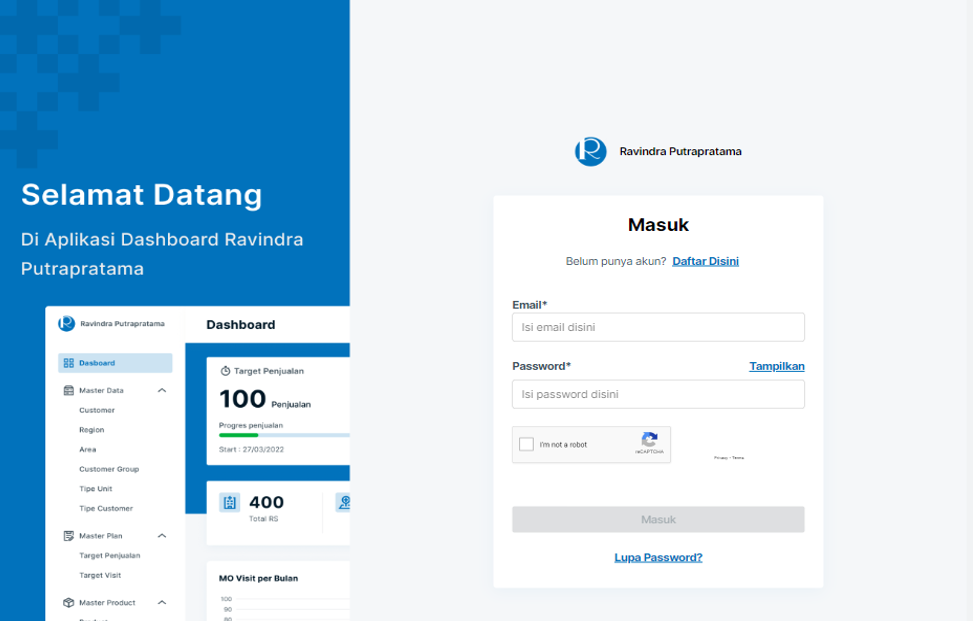 Selamat Datang
Di Aplikasi Dashboard Ravindra
Putrapratama
Ravindra Putrapratama
Dashboard
Dasboard
Master Data
Customer
Region
Area
Customer Group
Tipe Unit
Tipe Customer
Master Plan
Target Penjualan
Target Visit
Master Product
Target Penjualan
100 Penjualan
Progres penjualan
Start : 27/03/2022
400
Total RS
MO Visit per Bulan
100
90
80
Ravindra Putrapratama
Masuk
Belum punya akun? Daftar Disini
Email*
Isi email disini
Password* Tampilkan
Isi password disini
I'm not a robot
reCAPTCHA
Privacy - Terms
Masuk
Lupa Password?